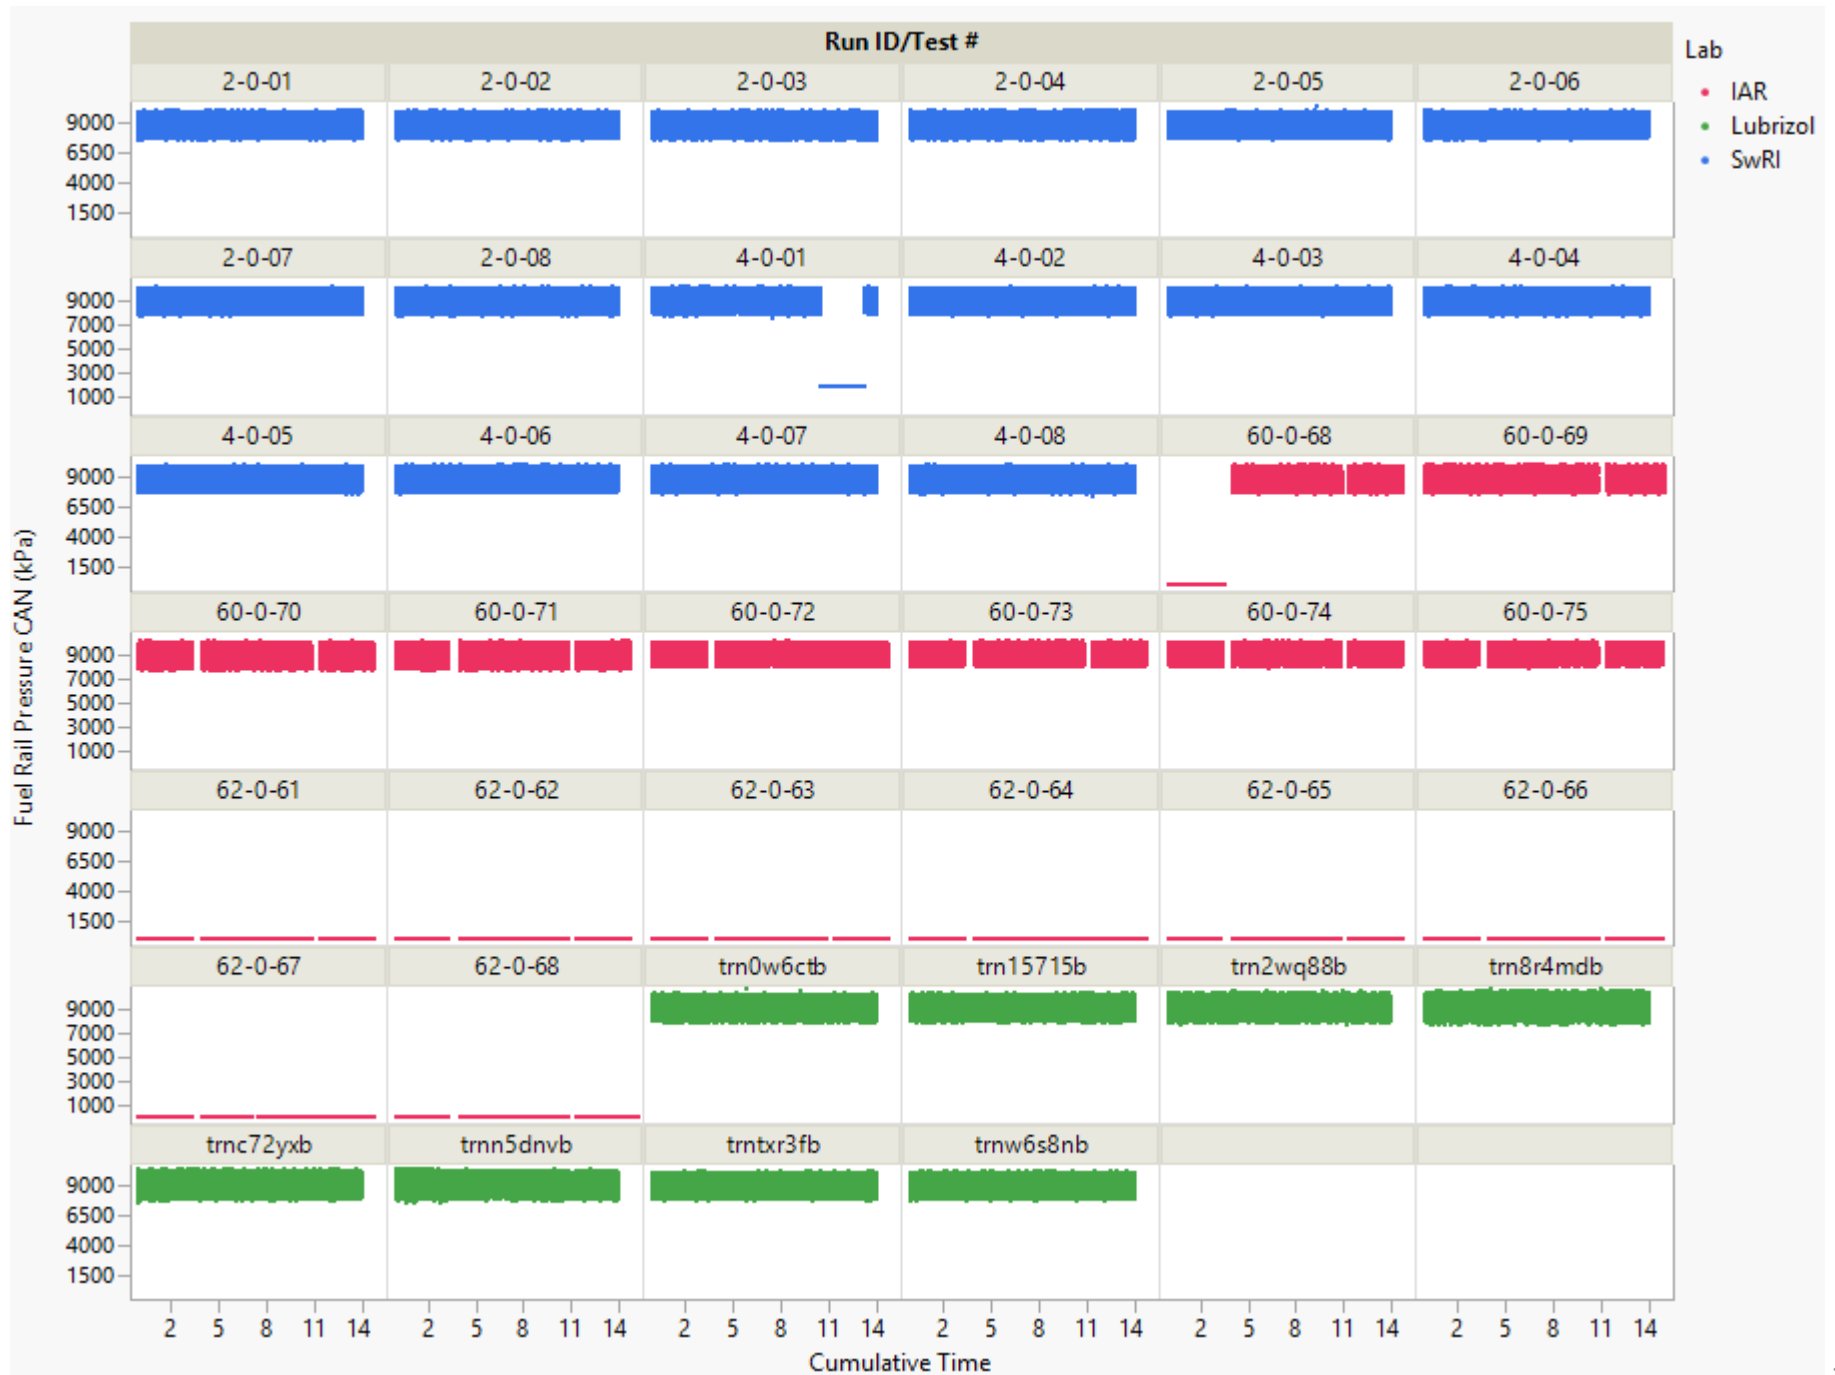 Run ID/Test #
Lab
IAR
Lubrizol
SwRI
2-0-01 2-0-02 2-0-03 2-0-04 2-0-05 2-0-06
9000
6500
4000
1500
2-0-07 2-0-08 4-0-01 4-0-02 4-0-03 4-0-04
9000
7000
5000
3000
1000
4-0-05 4-0-06 4-0-07 4-0-08 60-0-68 60-0-69
9000
6500
4000
1500
60-0-70 60-0-71 60-0-72 60-0-73 60-0-74 60-0-75
9000
7000
5000
3000
1000
62-0-61 62-0-62 62-0-63 62-0-64 62-0-65 62-0-66
9000
6500
4000
1500
62-0-67 62-0-68 trn0w6ctb trn15715b trn2wq88b trn8r4mdb
9000
7000
5000
3000
1000
trnc72yxb trnn5dnvb trntxr3fb trnw6s8nb
9000
6500
4000
1500
2 5 8 11 14 2 5 8 11 14 2 5 8 11 14 2 5 8 11 14 2 5 8 11 14 2 5 8 11 14
Cumulative Time
Fuel Rail Pressure CAN (kPa)